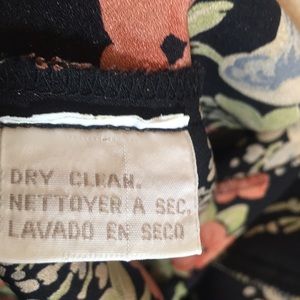 DRY CLEAN.
NETTOYER A SEC.
LAVADO EN SECO